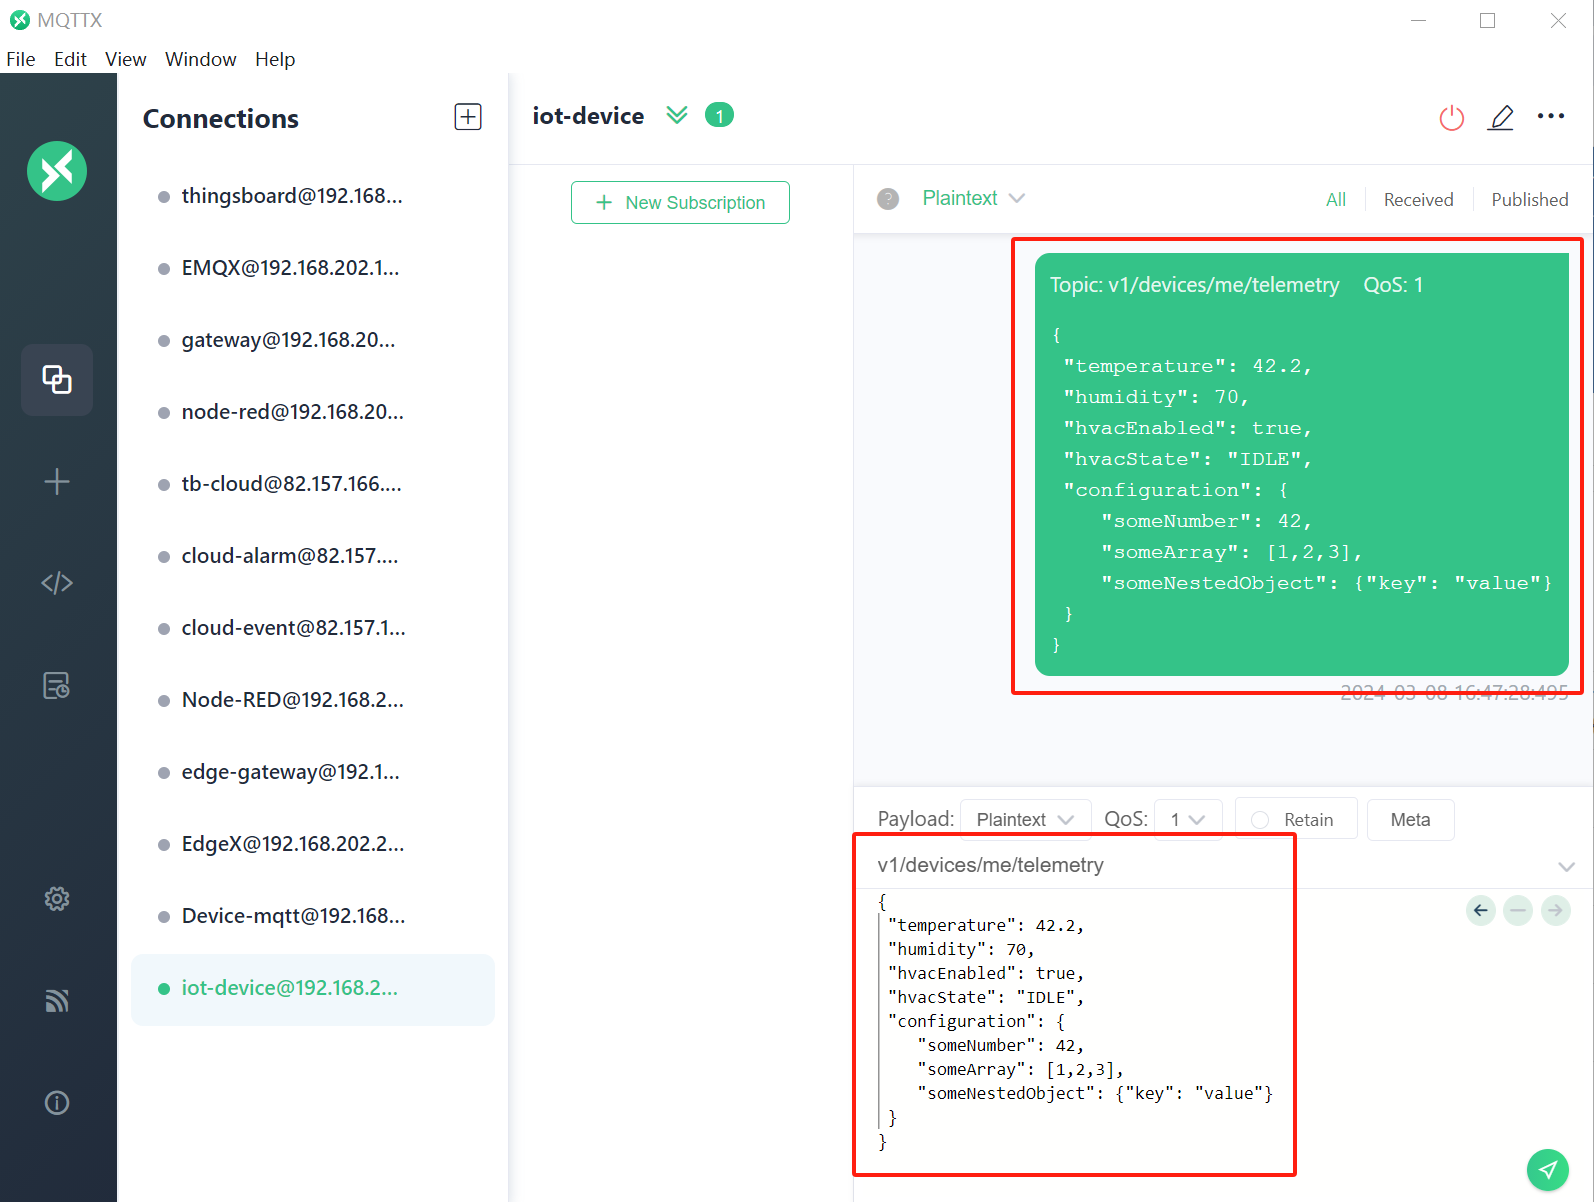 MQTTX
File Edit View Window Help
Connections
thingsboard@192.168...
EMQX@192.168.202.1...
gateway@192.168.20...
node-red@192.168.20...
tb-cloud@82.157.166....
cloud-alarm@82.157....
cloud-event@82.157.1...
Node-RED@192.168.2...
edge-gateway@192.1...
EdgeX@192.168.202.2...
Device-mqtt@192.168...
iot-device@192.168.2...
iot-device 1
+ New Subscription
? Plaintext All Received Published
Topic: v1/devices/me/telemetry QoS: 1
{
"temperature": 42.2,
"humidity": 70,
"hvacEnabled": true,
"hvacState": "IDLE",
"configuration": {
"someNumber": 42,
"someArray": [1,2,3],
"someNestedObject": {"key": "value"}
}
}
2024-03-08 16:47:28:495
Payload: Plaintext QoS: 1 Retain Meta
v1/devices/me/telemetry
{
"temperature": 42.2,
"humidity": 70,
"hvacEnabled": true,
"hvacState": "IDLE",
"configuration": {
"someNumber": 42,
"someArray": [1,2,3],
"someNestedObject": {"key": "value"}
}
}